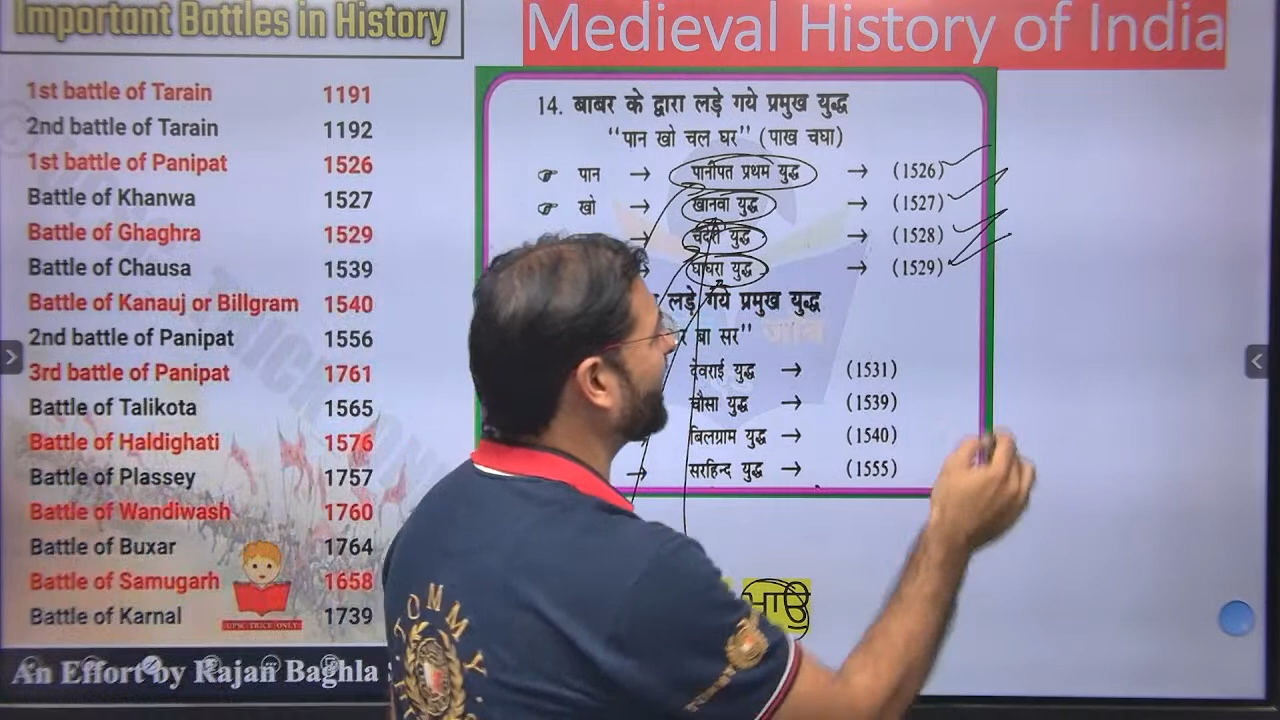 Important Battles in History
1st battle of Tarain 1191
2nd battle of Tarain 1192
1st battle of Panipat 1526
Battle of Khanwa 1527
Battle of Ghaghra 1529
Battle of Chausa 1539
Battle of Kanauj or Billgram 1540
2nd battle of Panipat 1556
3rd battle of Panipat 1761
Battle of Talikota 1565
Battle of Haldighati 1576
Battle of Plassey 1757
Battle of Wandiwash 1760
Battle of Buxar 1764
Battle of Samugarh 1658
Battle of Karnal 1739
UPSC TRICK ONLY
An Effort by Rajan Baghla
Medieval History of India
14. बाबर के द्वारा लड़े गये प्रमुख युद्ध
"पान खो चल घर" (पाख चघा)
पान → पानीपत प्रथम युद्ध → (1526)
खो → खानवा युद्ध → (1527)
चंदेरी युद्ध → (1528)
घाघरा युद्ध → (1529)
लड़े गये प्रमुख युद्ध
बा सर"
देवराई युद्ध → (1531)
चौसा युद्ध → (1539)
बिलग्राम युद्ध → (1540)
→ सरहिन्द युद्ध → (1555)
TOMMY